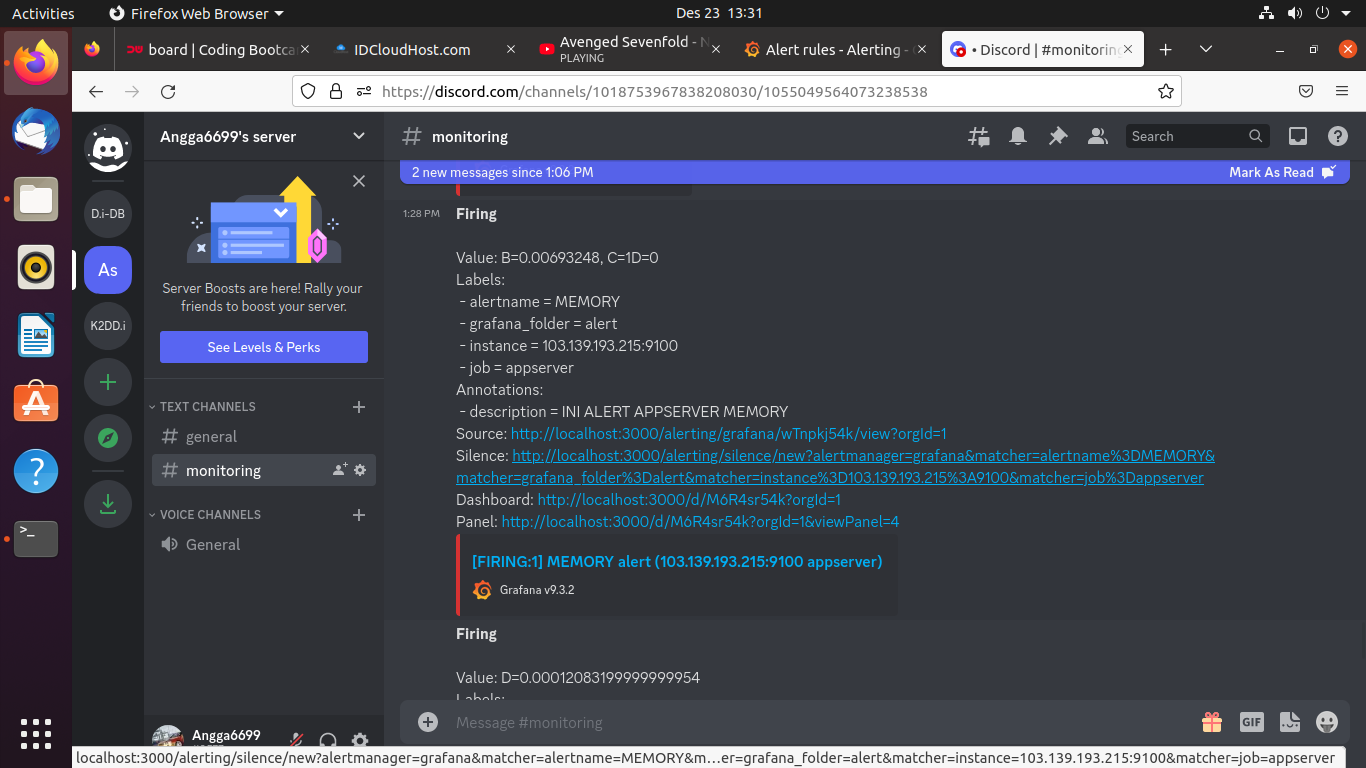 Activities
Firefox Web Browser
Des 23 13:31
board | Coding Bootca
IDCloudHost.com
Avenged Sevenfold - N
PLAYING
Alert rules - Alerting -
• Discord | #monitoring
https://discord.com/channels/1018753967838208030/1055049564073238538
Angga6699's server
# monitoring
Search
2 new messages since 1:06 PM
Mark As Read
D.i-DB
As
K2DD.i
Server Boosts are here! Rally your
friends to boost your server.
See Levels & Perks
TEXT CHANNELS
# general
# monitoring
VOICE CHANNELS
General
1:28 PM
Firing
Value: B=0.00693248, C=1D=0
Labels:
- alertname = MEMORY
- grafana_folder = alert
- instance = 103.139.193.215:9100
- job = appserver
Annotations:
- description = INI ALERT APPSERVER MEMORY
Source: http://localhost:3000/alerting/grafana/wTnpkj54k/view?orgId=1
Silence: http://localhost:3000/alerting/silence/new?alertmanager=grafana&matcher=alertname%3DMEMORY&
matcher=grafana_folder%3Dalert&matcher=instance%3D103.139.193.215%3A9100&matcher=job%3Dappserver
Dashboard: http://localhost:3000/d/M6R4sr54k?orgId=1
Panel: http://localhost:3000/d/M6R4sr54k?orgId=1&viewPanel=4
[FIRING:1] MEMORY alert (103.139.193.215:9100 appserver)
Grafana v9.3.2
Firing
Value: D=0.00012083199999999954
Labels:
Message #monitoring
GIF
Angga6699
localhost:3000/alerting/silence/new?alertmanager=grafana&matcher=alertname=MEMORY&m…er=grafana_folder=alert&matcher=instance=103.139.193.215:9100&matcher=job=appserver